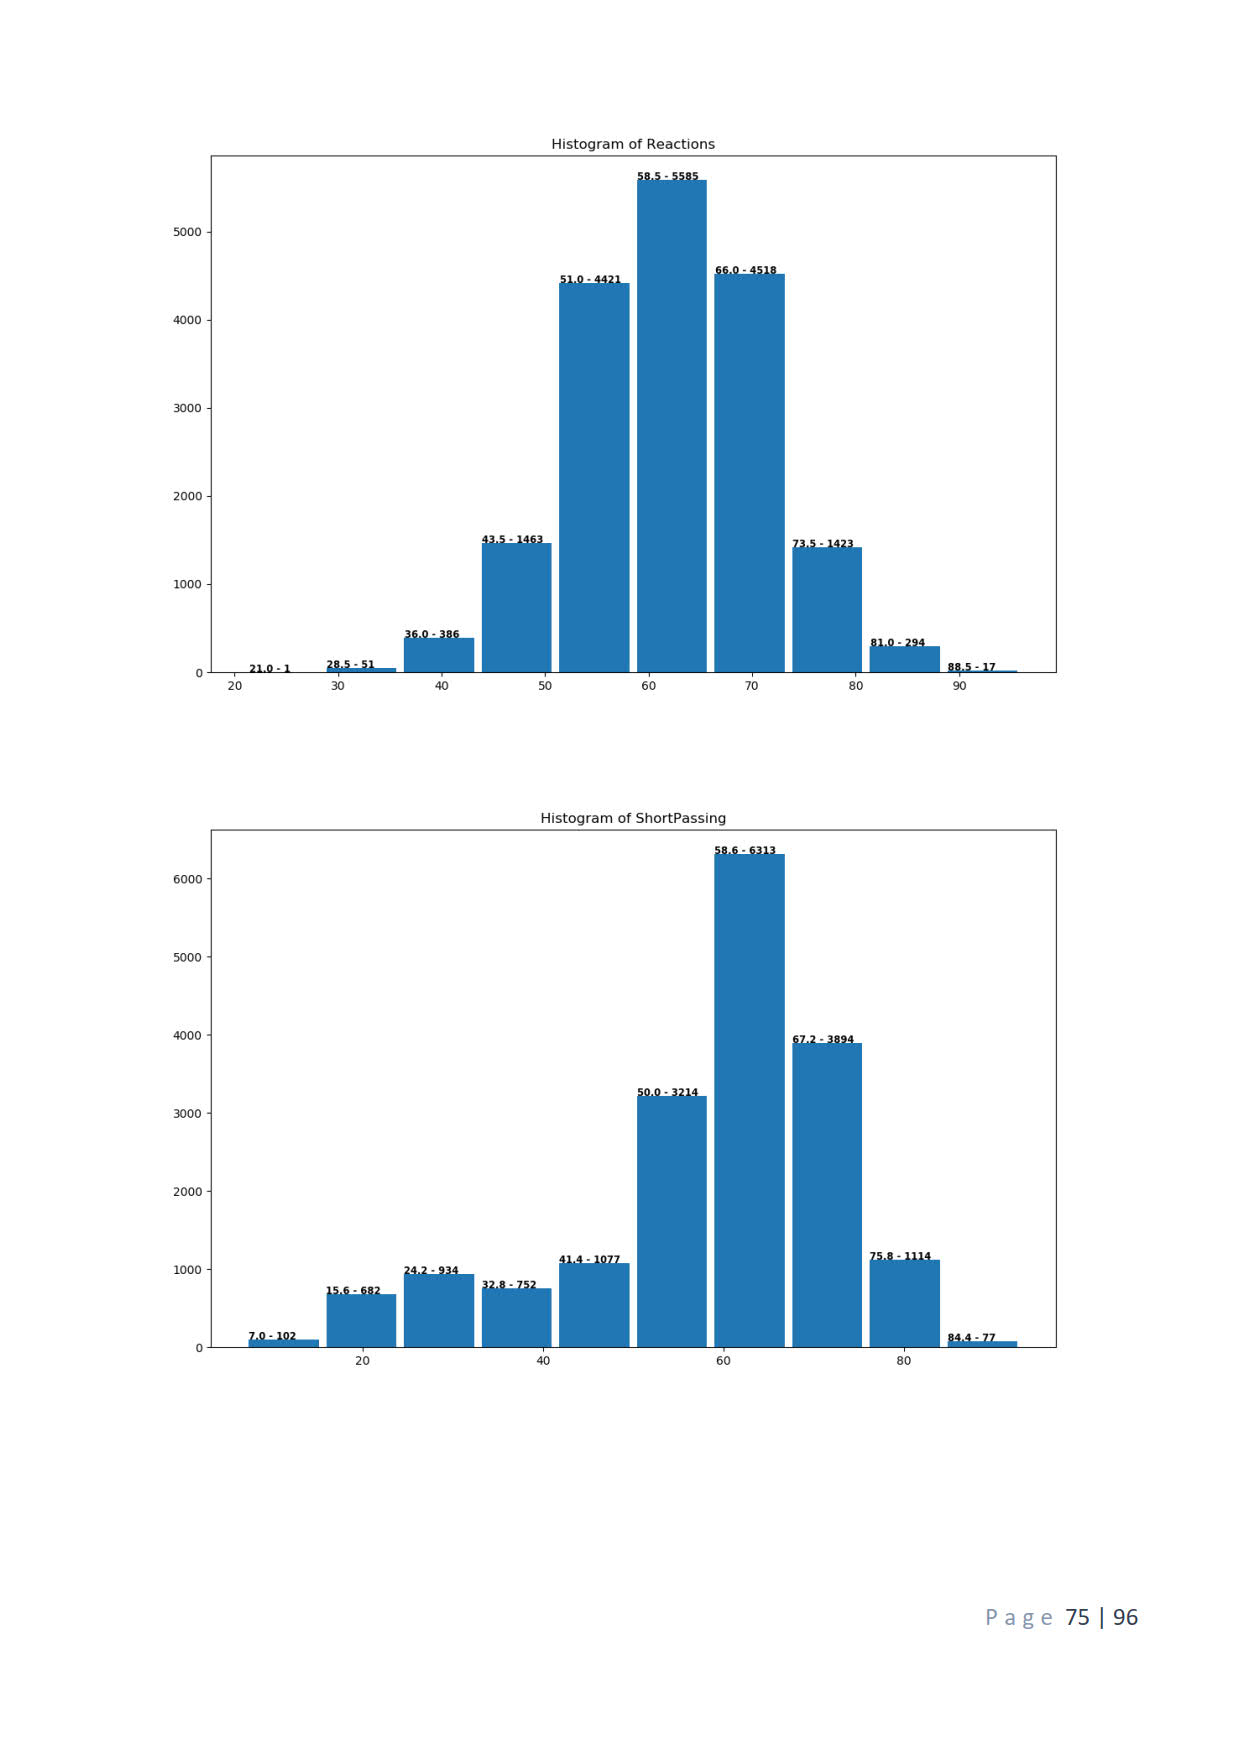 Histogram of Reactions
58.5 - 5585
5000
66.0 - 4518
51.0 - 4421
4000
3000
2000
43.5 - 1463
73.5 - 1423
1000
36.0 - 386
81.0 - 294
28.5 - 51
88.5 - 17
21.0 - 1
0
20 30 40 50 60 70 80 90
Histogram of ShortPassing
58.6 - 6313
6000
5000
67.2 - 3894
4000
50.0 - 3214
3000
2000
75.8 - 1114
41.4 - 1077
1000
24.2 - 934
32.8 - 752
15.6 - 682
7.0 - 102
84.4 - 77
0
20 40 60 80
Page 75 | 96